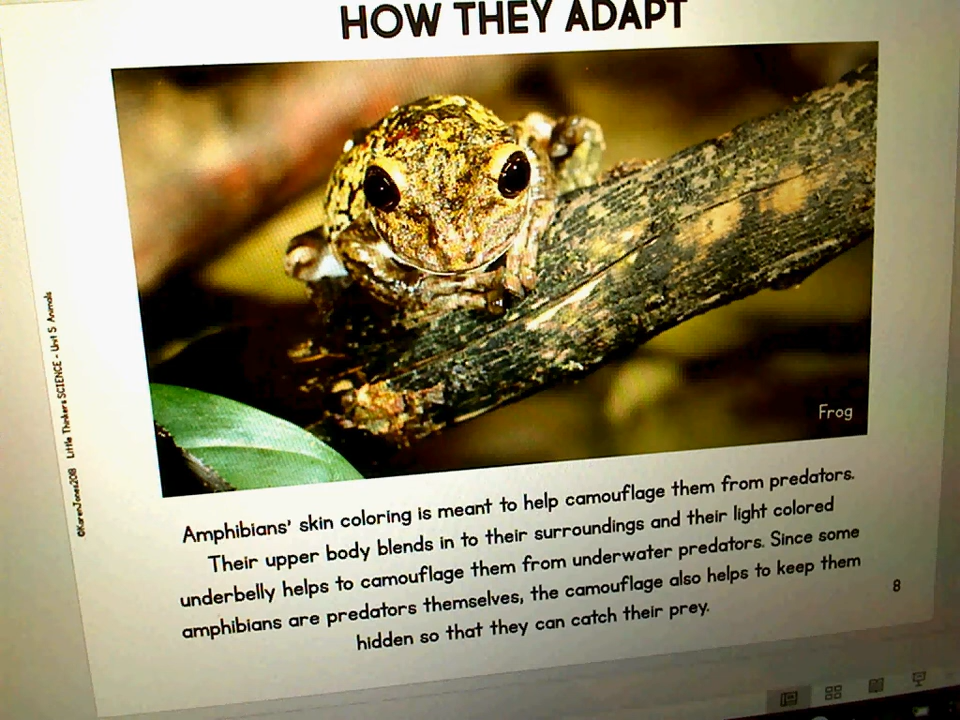 HOW THEY ADAPT
Frog
Amphibians' skin coloring is meant to help camouflage them from predators.
Their upper body blends in to their surroundings and their light colored
underbelly helps to camouflage them from underwater predators. Since some
amphibians are predators themselves, the camouflage also helps to keep them
hidden so that they can catch their prey.
8
©KarenJones2018 Little Thinkers SCIENCE - Unit 5 Animals